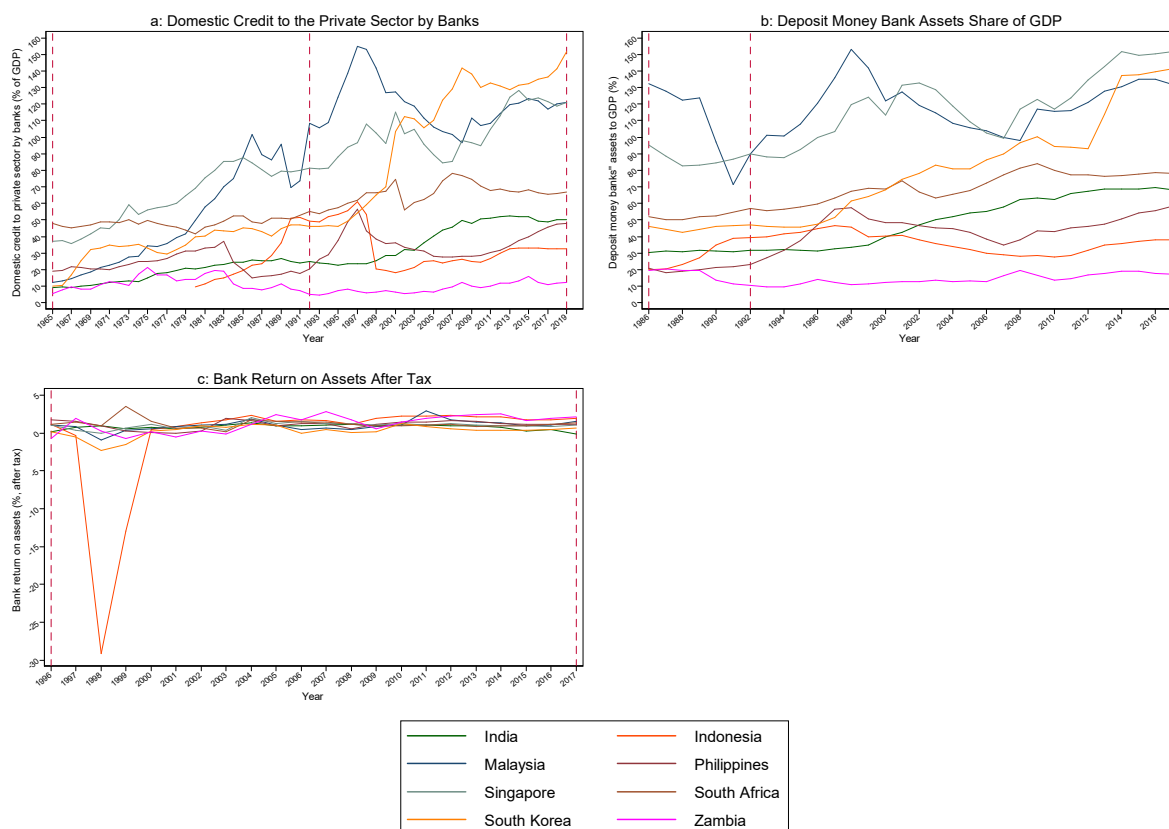 a: Domestic Credit to the Private Sector by Banks
Domestic credit to private sector by banks (% of GDP)
160
150
140
130
120
110
100
90
80
70
60
50
40
30
20
10
0
1965 1967 1969 1971 1973 1975 1977 1979 1981 1983 1985 1987 1989 1991 1993 1995 1997 1999 2001 2003 2005 2007 2009 2011 2013 2015 2017 2019
Year
b: Deposit Money Bank Assets Share of GDP
Deposit money banks" assets to GDP (%)
160
150
140
130
120
110
100
90
80
70
60
50
40
30
20
10
0
1986 1988 1990 1992 1994 1996 1998 2000 2002 2004 2006 2008 2010 2012 2014 2016
Year
c: Bank Return on Assets After Tax
Bank return on assets (%, after tax)
5
0
-5
-10
-15
-20
-25
-30
1996 1997 1998 1999 2000 2001 2002 2003 2004 2005 2006 2007 2008 2009 2010 2011 2012 2013 2014 2015 2016 2017
Year
India Indonesia
Malaysia Philippines
Singapore South Africa
South Korea Zambia